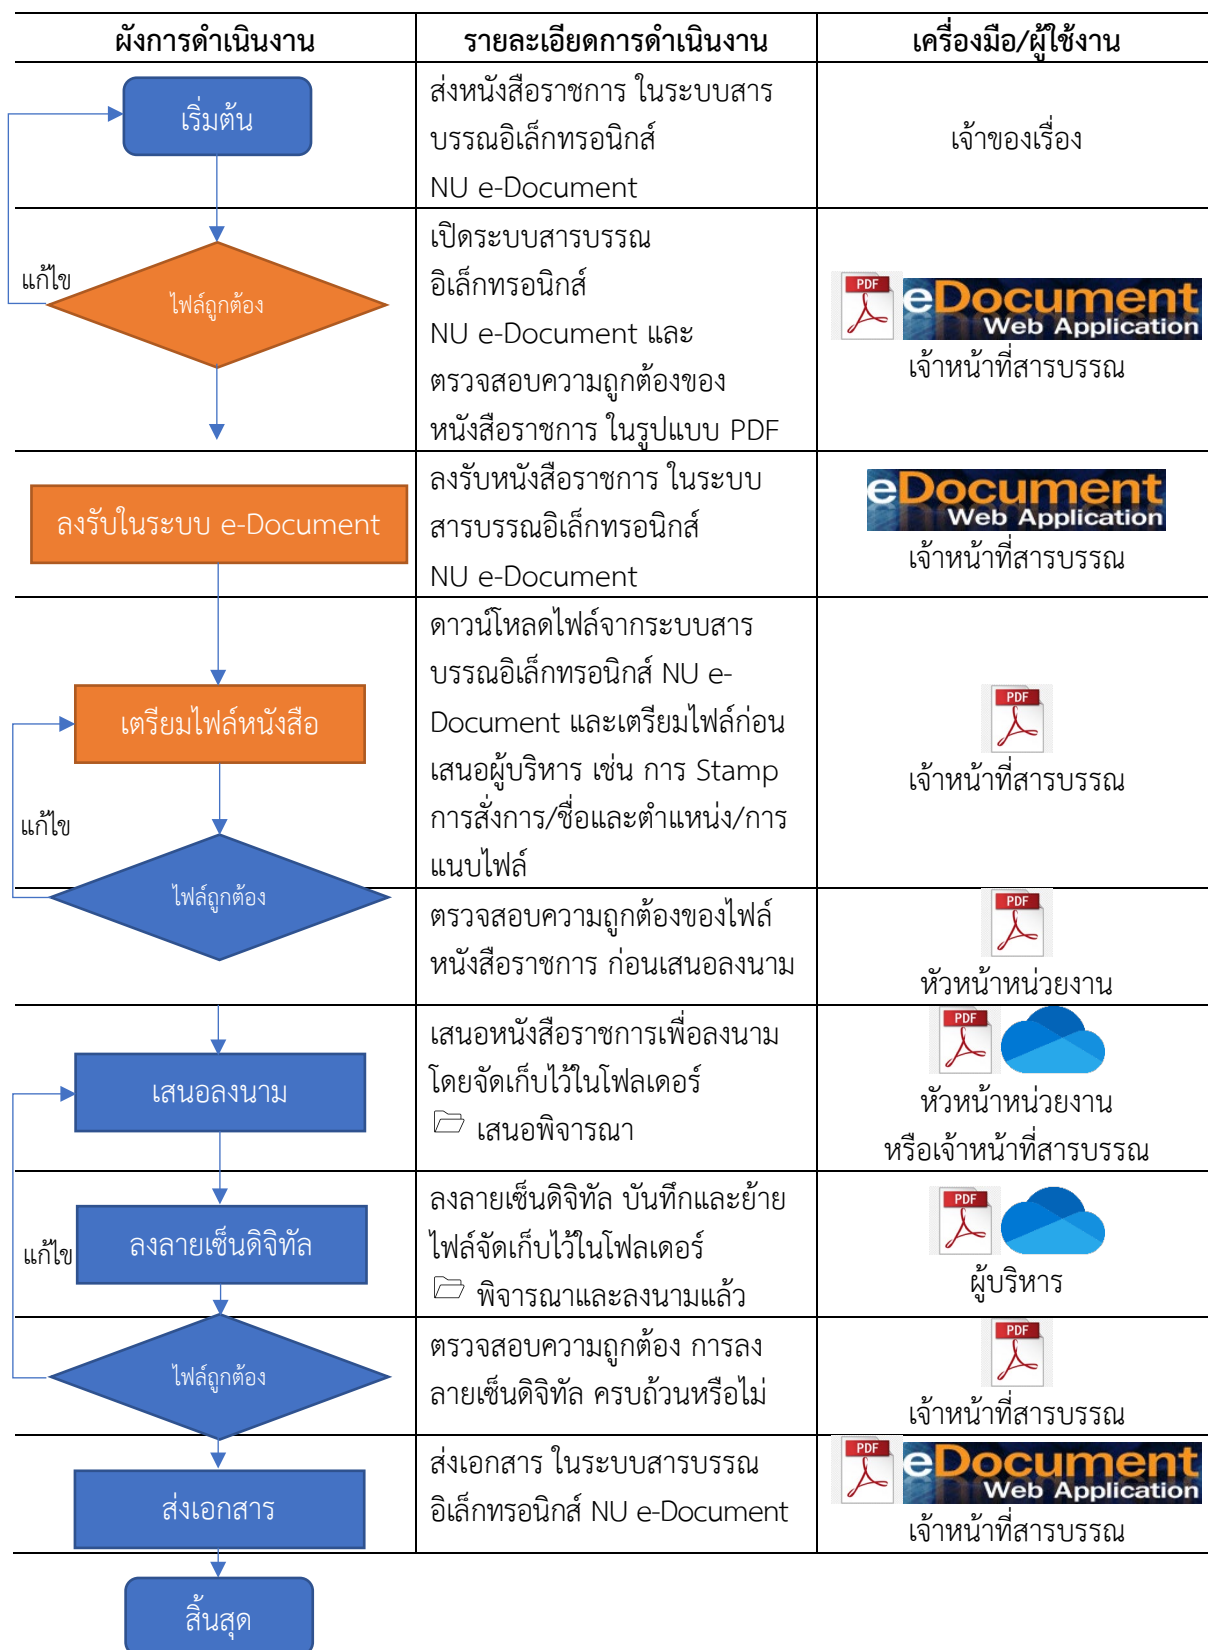 ผังการดำเนินงาน
รายละเอียดการดำเนินงาน
เครื่องมือ/ผู้ใช้งาน
เริ่มต้น
ส่งหนังสือราชการ ในระบบสาร
บรรณอิเล็กทรอนิกส์
NU e-Document
เจ้าของเรื่อง
แก้ไข
ไฟล์ถูกต้อง
เปิดระบบสารบรรณ
อิเล็กทรอนิกส์
NU e-Document และ
ตรวจสอบความถูกต้องของ
หนังสือราชการ ในรูปแบบ PDF
PDF
eDocument
Web Application
เจ้าหน้าที่สารบรรณ
ลงรับในระบบ e-Document
ลงรับหนังสือราชการ ในระบบ
สารบรรณอิเล็กทรอนิกส์
NU e-Document
eDocument
Web Application
เจ้าหน้าที่สารบรรณ
เตรียมไฟล์หนังสือ
ดาวน์โหลดไฟล์จากระบบสาร
บรรณอิเล็กทรอนิกส์ NU e-
Document และเตรียมไฟล์ก่อน
เสนอผู้บริหาร เช่น การ Stamp
การสั่งการ/ชื่อและตำแหน่ง/การ
แนบไฟล์
PDF
เจ้าหน้าที่สารบรรณ
แก้ไข
ไฟล์ถูกต้อง
ตรวจสอบความถูกต้องของไฟล์
หนังสือราชการ ก่อนเสนอลงนาม
PDF
หัวหน้าหน่วยงาน
เสนอลงนาม
เสนอหนังสือราชการเพื่อลงนาม
โดยจัดเก็บไว้ในโฟลเดอร์
เสนอพิจารณา
PDF
หัวหน้าหน่วยงาน
หรือเจ้าหน้าที่สารบรรณ
แก้ไข
ลงลายเซ็นดิจิทัล
ลงลายเซ็นดิจิทัล บันทึกและย้าย
ไฟล์จัดเก็บไว้ในโฟลเดอร์
พิจารณาและลงนามแล้ว
PDF
ผู้บริหาร
ไฟล์ถูกต้อง
ตรวจสอบความถูกต้อง การลง
ลายเซ็นดิจิทัล ครบถ้วนหรือไม่
PDF
เจ้าหน้าที่สารบรรณ
ส่งเอกสาร
ส่งเอกสาร ในระบบสารบรรณ
อิเล็กทรอนิกส์ NU e-Document
PDF
eDocument
Web Application
เจ้าหน้าที่สารบรรณ
สิ้นสุด